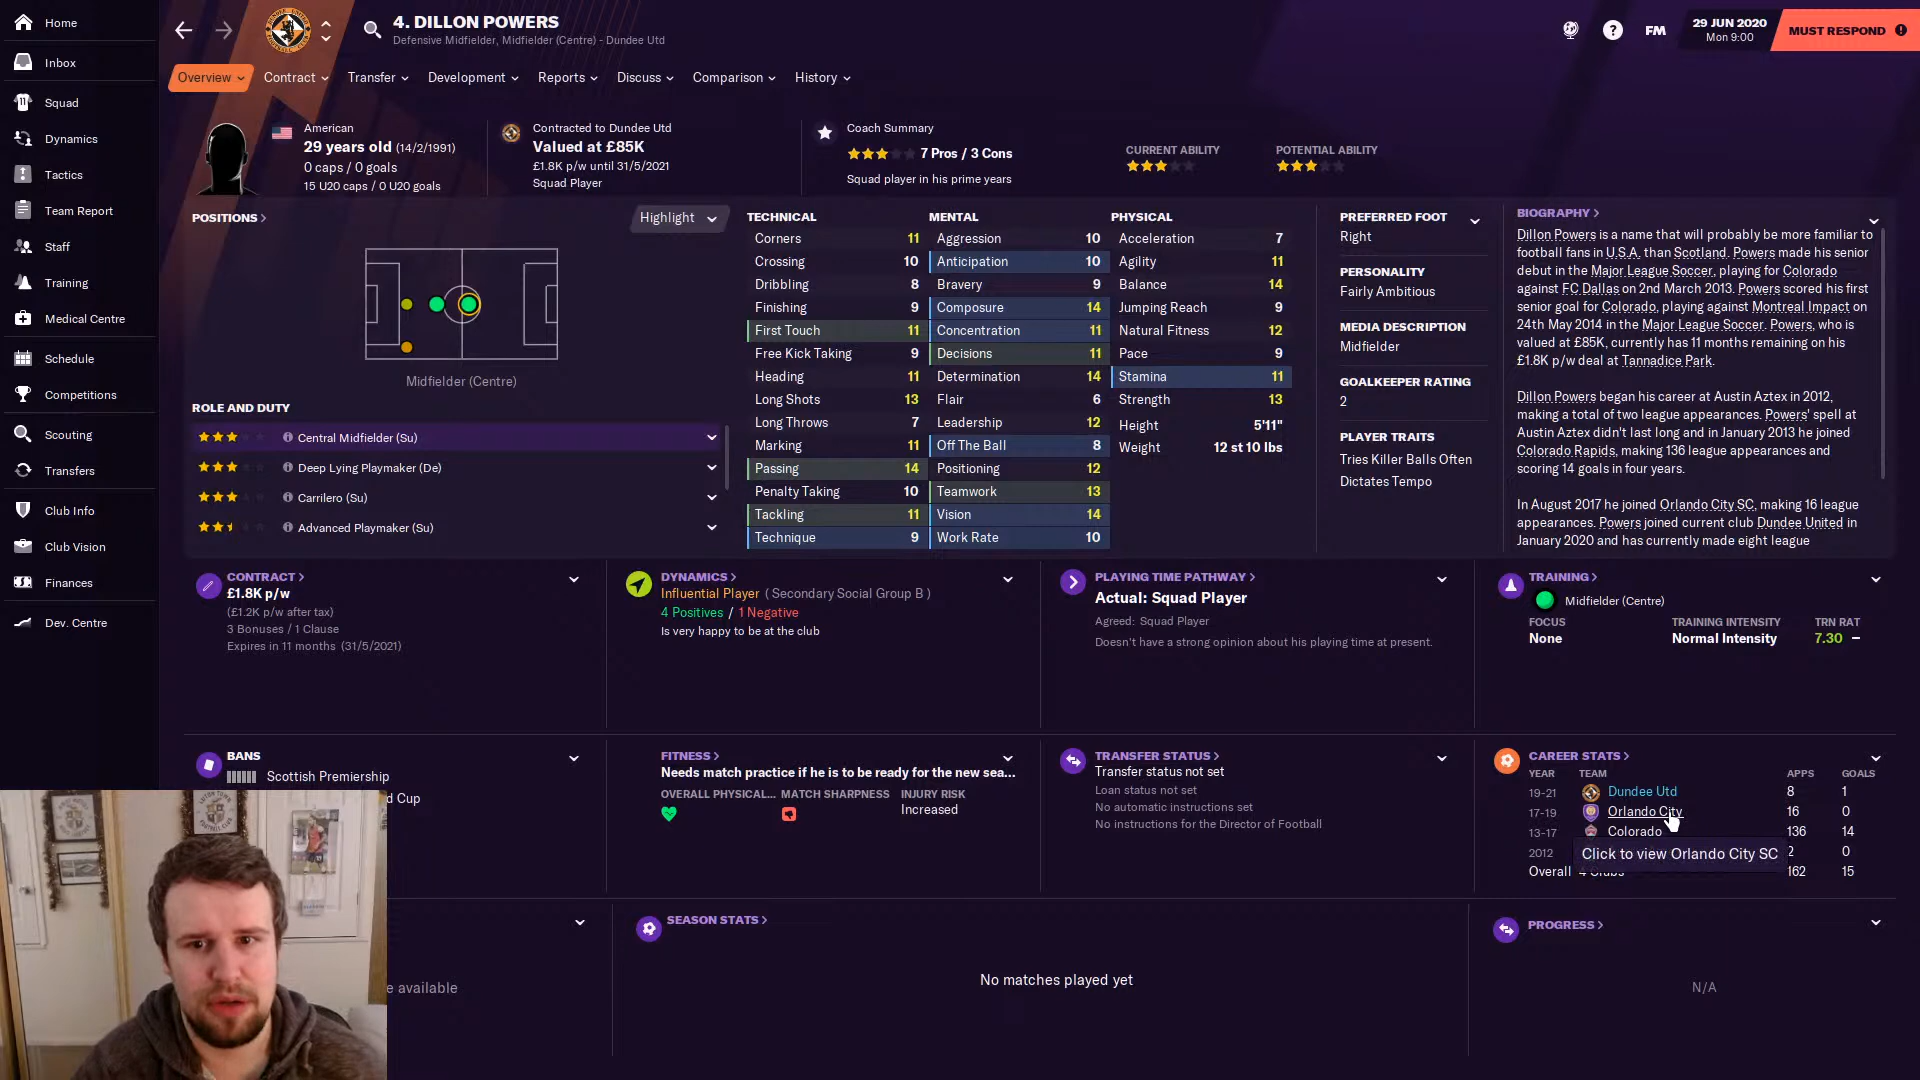 Home
Inbox
Squad
Dynamics
Tactics
Team Report
Staff
Training
Medical Centre
Schedule
Competitions
Scouting
Transfers
Club Info
Club Vision
Finances
Dev. Centre
4. DILLON POWERS
Defensive Midfielder, Midfielder (Centre) - Dundee Utd
FM
29 JUN 2020
Mon 9:00
MUST RESPOND
Overview
Contract
Transfer
Development
Reports
Discuss
Comparison
History
American
29 years old (14/2/1991)
0 caps / 0 goals
15 U20 caps / 0 U20 goals
Contracted to Dundee Utd
Valued at £85K
£1.8K p/w until 31/5/2021
Squad Player
Coach Summary
7 Pros / 3 Cons
Squad player in his prime years
CURRENT ABILITY
POTENTIAL ABILITY
POSITIONS
Highlight
Midfielder (Centre)
ROLE AND DUTY
Central Midfielder (Su)
Deep Lying Playmaker (De)
Carrilero (Su)
Advanced Playmaker (Su)
TECHNICAL
Corners 11
Crossing 10
Dribbling 8
Finishing 9
First Touch 11
Free Kick Taking 9
Heading 11
Long Shots 13
Long Throws 7
Marking 11
Passing 14
Penalty Taking 10
Tackling 11
Technique 9
MENTAL
Aggression 10
Anticipation 10
Bravery 9
Composure 14
Concentration 11
Decisions 11
Determination 14
Flair 6
Leadership 12
Off The Ball 8
Positioning 12
Teamwork 13
Vision 14
Work Rate 10
PHYSICAL
Acceleration 7
Agility 11
Balance 14
Jumping Reach 9
Natural Fitness 12
Pace 9
Stamina 11
Strength 13
Height 5'11"
Weight 12 st 10 lbs
PREFERRED FOOT
Right
PERSONALITY
Fairly Ambitious
MEDIA DESCRIPTION
Midfielder
GOALKEEPER RATING
2
PLAYER TRAITS
Tries Killer Balls Often
Dictates Tempo
BIOGRAPHY
Dillon Powers is a name that will probably be more familiar to
football fans in U.S.A. than Scotland. Powers made his senior
debut in the Major League Soccer, playing for Colorado
against FC Dallas on 2nd March 2013. Powers scored his first
senior goal for Colorado, playing against Montreal Impact on
24th May 2014 in the Major League Soccer. Powers, who is
valued at £85K, currently has 11 months remaining on his
£1.8K p/w deal at Tannadice Park.
Dillon Powers began his career at Austin Aztex in 2012,
making a total of two league appearances. Powers' spell at
Austin Aztex didn't last long and in January 2013 he joined
Colorado Rapids, making 136 league appearances and
scoring 14 goals in four years.
In August 2017 he joined Orlando City SC, making 16 league
appearances. Powers joined current club Dundee United in
January 2020 and has currently made eight league
CONTRACT
£1.8K p/w
(£1.2K p/w after tax)
3 Bonuses / 1 Clause
Expires in 11 months (31/5/2021)
DYNAMICS
Influential Player ( Secondary Social Group B )
4 Positives / 1 Negative
Is very happy to be at the club
PLAYING TIME PATHWAY
Actual: Squad Player
Agreed: Squad Player
Doesn't have a strong opinion about his playing time at present.
TRAINING
Midfielder (Centre)
FOCUS TRAINING INTENSITY TRN RAT
None Normal Intensity 7.30 –
BANS
Scottish Premiership
d Cup
FITNESS
Needs match practice if he is to be ready for the new sea...
OVERALL PHYSICAL... MATCH SHARPNESS INJURY RISK
Increased
TRANSFER STATUS
Transfer status not set
Loan status not set
No automatic instructions set
No instructions for the Director of Football
CAREER STATS
YEAR TEAM APPS GOALS
19-21 Dundee Utd 8 1
17-19 Orlando City 16 0
13-17 Colorado 136 14
2012 2 0
Click to view Orlando City SC
Overall 4 Clubs 162 15
e available
SEASON STATS
No matches played yet
PROGRESS
N/A